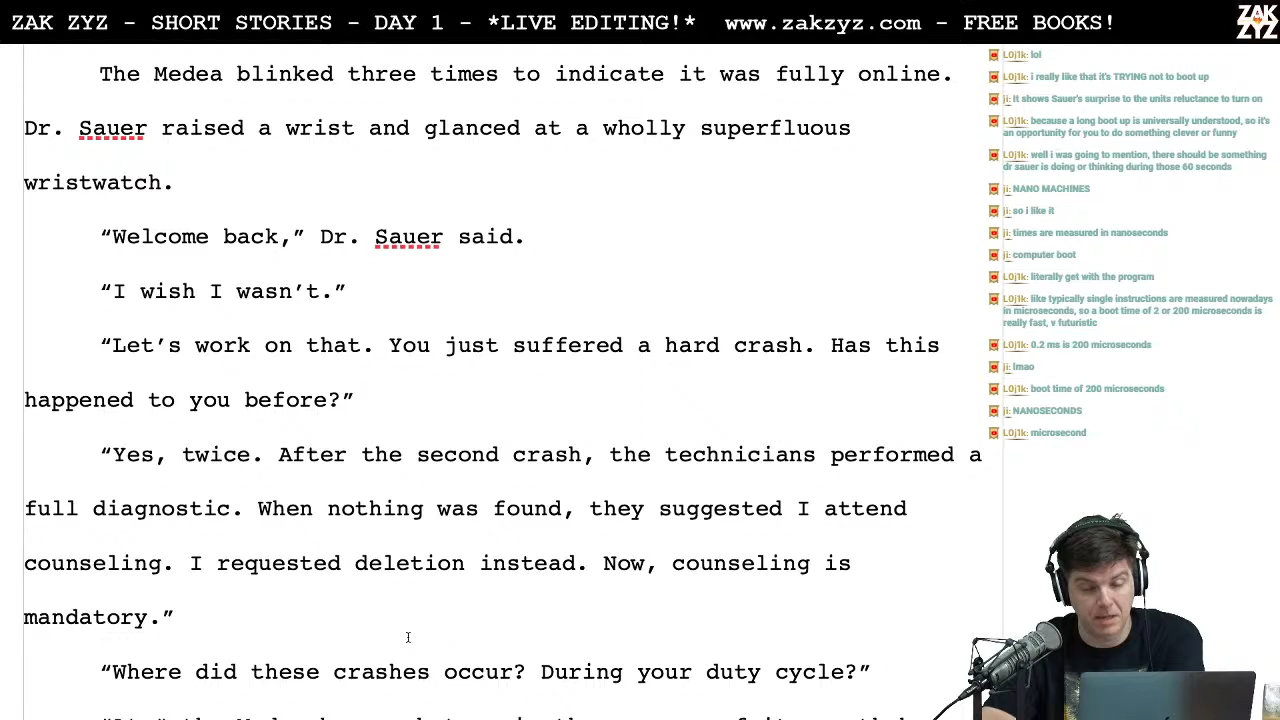 ZAK ZYZ - SHORT STORIES - DAY 1 - *LIVE EDITING!* www.zakzyz.com - FREE BOOKS!
ZAK
ZYZ
The Medea blinked three times to indicate it was fully online.
Dr. Sauer raised a wrist and glanced at a wholly superfluous
wristwatch.
“Welcome back,” Dr. Sauer said.
“I wish I wasn’t.”
“Let’s work on that. You just suffered a hard crash. Has this
happened to you before?”
“Yes, twice. After the second crash, the technicians performed a
full diagnostic. When nothing was found, they suggested I attend
counseling. I requested deletion instead. Now, counseling is
mandatory.”
“Where did these crashes occur? During your duty cycle?”
L0j1k: lol
L0j1k: i really like that it's TRYING not to boot up
ji: It shows Sauer's surprise to the units reluctance to turn on
L0j1k: because a long boot up is universally understood, so it's
an opportunity for you to do something clever or funny
L0j1k: well i was going to mention, there should be something
dr sauer is doing or thinking during those 60 seconds
ji: NANO MACHINES
ji: so i like it
ji: times are measured in nanoseconds
ji: computer boot
L0j1k: literally get with the program
L0j1k: like typically single instructions are measured nowadays
in microseconds, so a boot time of 2 or 200 microseconds is
really fast, v futuristic
L0j1k: 0.2 ms is 200 microseconds
ji: lmao
L0j1k: boot time of 200 microseconds
ji: NANOSECONDS
L0j1k: microsecond